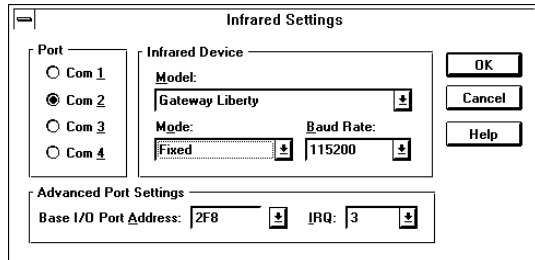 Infrared Settings
Port
Com 1
Com 2
Com 3
Com 4
Infrared Device
Model:
Gateway Liberty
Mode:
Baud Rate:
Fixed
115200
OK
Cancel
Help
Advanced Port Settings
Base I/O Port Address: 2F8 IRQ: 3